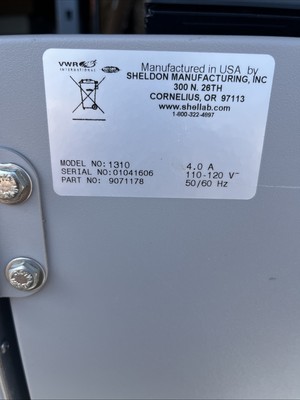 VWR
INTERNATIONAL
Manufactured in USA by
SHELDON MANUFACTURING, INC
300 N. 26TH
CORNELIUS, OR 97113
www.shellab.com
1-800-322-4897
MODEL NO: 1310
SERIAL NO: 01041606
PART NO: 9071178
4.0 A
110-120 V~
50/60 Hz